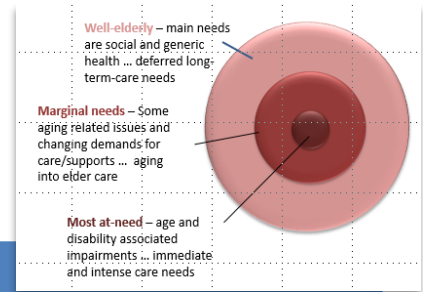 Well-elderly – main needs
are social and generic
health ... deferred long-
term-care needs
Marginal needs – Some
aging related issues and
changing demands for
care/supports ... aging
into elder care
Most at-need – age and
disability associated
impairments ... immediate
and intense care needs